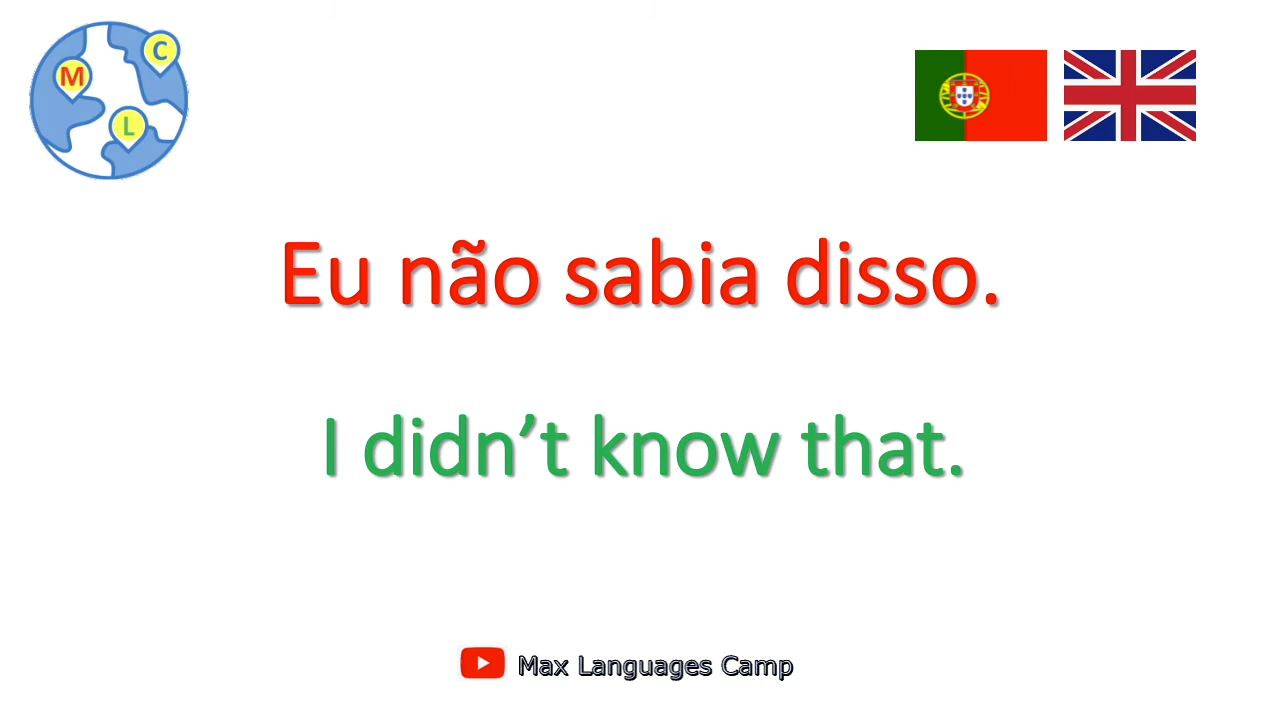 M
C
L
Eu não sabia disso.
I didn’t know that.
Max Languages Camp